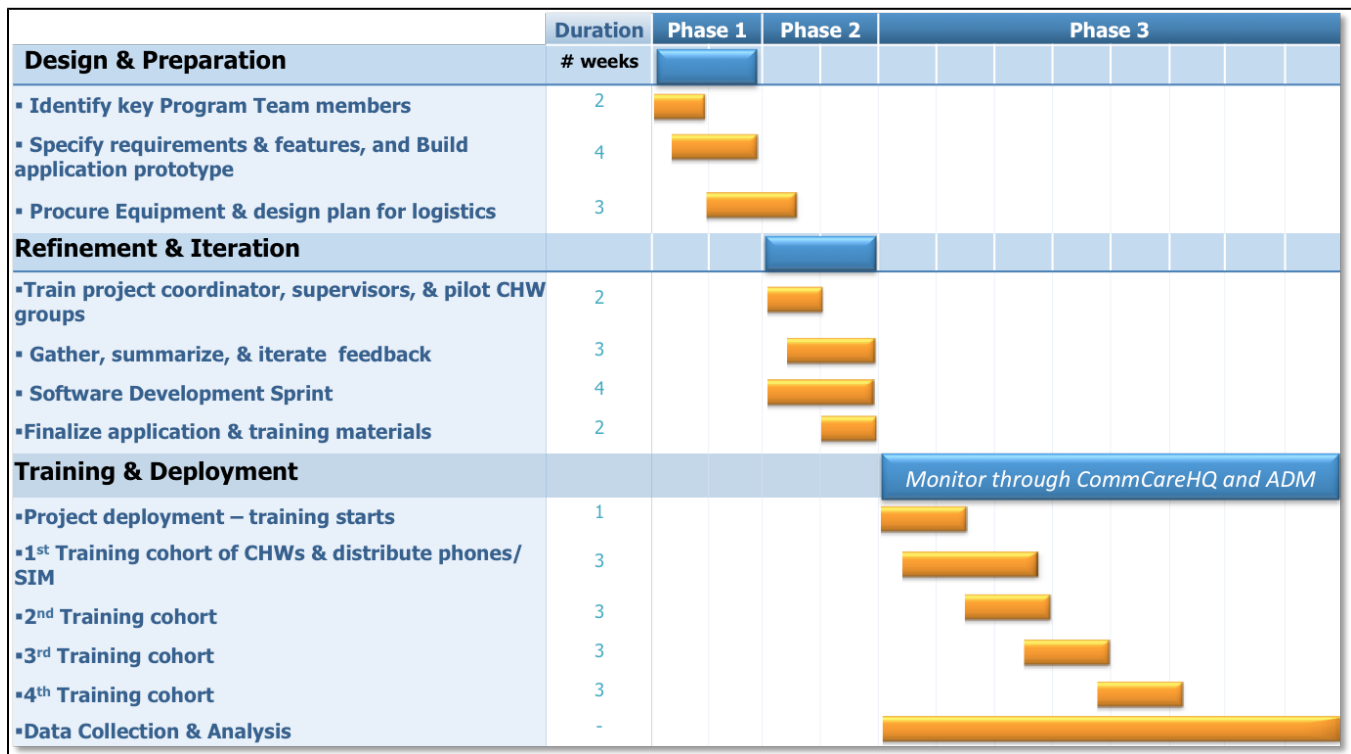 Duration Phase 1 Phase 2 Phase 3
Design & Preparation # weeks
▪ Identify key Program Team members 2
▪ Specify requirements & features, and Build
application prototype 4
▪ Procure Equipment & design plan for logistics 3
Refinement & Iteration
▪Train project coordinator, supervisors, & pilot CHW
groups 2
▪ Gather, summarize, & iterate feedback 3
▪ Software Development Sprint 4
▪Finalize application & training materials 2
Training & Deployment Monitor through CommCareHQ and ADM
▪Project deployment – training starts 1
▪1st Training cohort of CHWs & distribute phones/
SIM 3
▪2nd Training cohort 3
▪3rd Training cohort 3
▪4th Training cohort 3
▪Data Collection & Analysis -